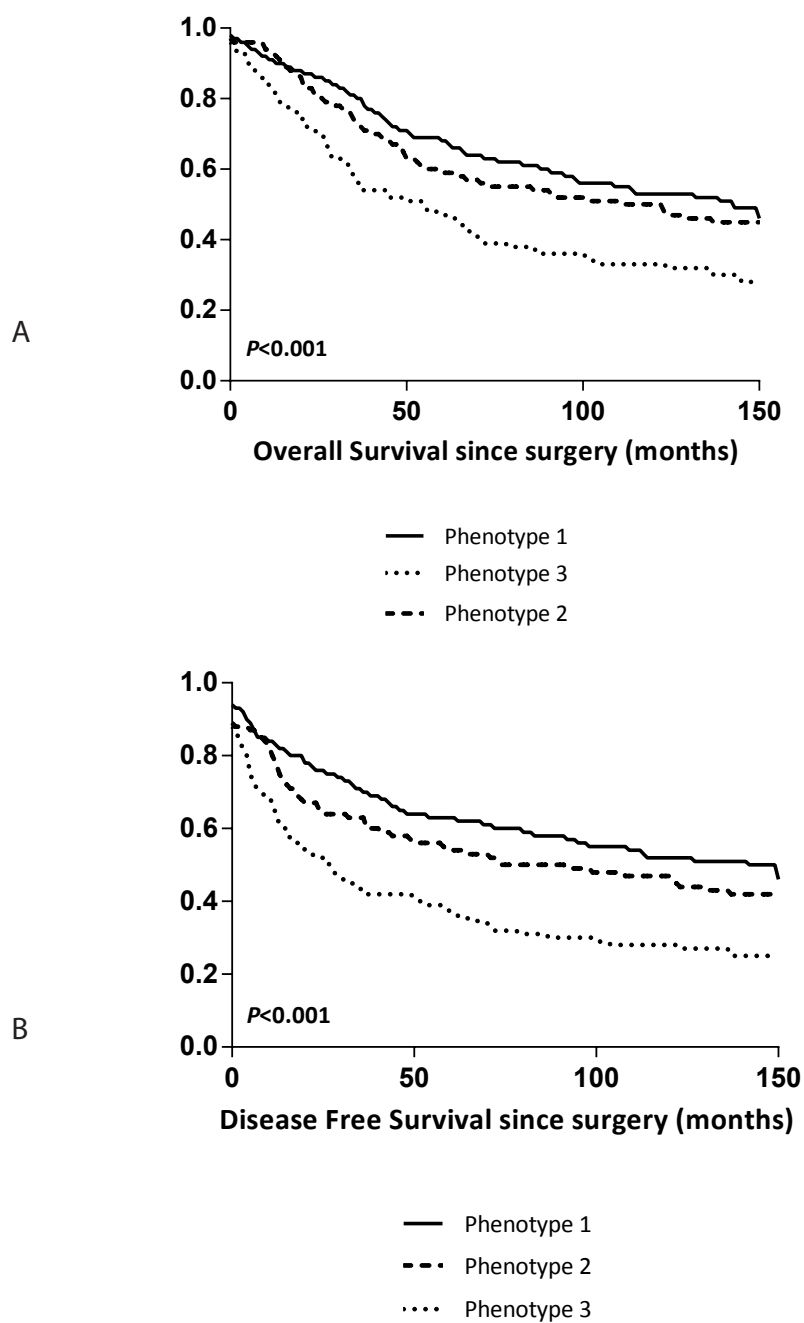 1.0
0.8
0.6
0.4
0.2
0.0
A
P<0.001
0 50 100 150
Overall Survival since surgery (months)
Phenotype 1
Phenotype 3
Phenotype 2
1.0
0.8
0.6
0.4
0.2
0.0
B
P<0.001
0 50 100 150
Disease Free Survival since surgery (months)
Phenotype 1
Phenotype 2
Phenotype 3